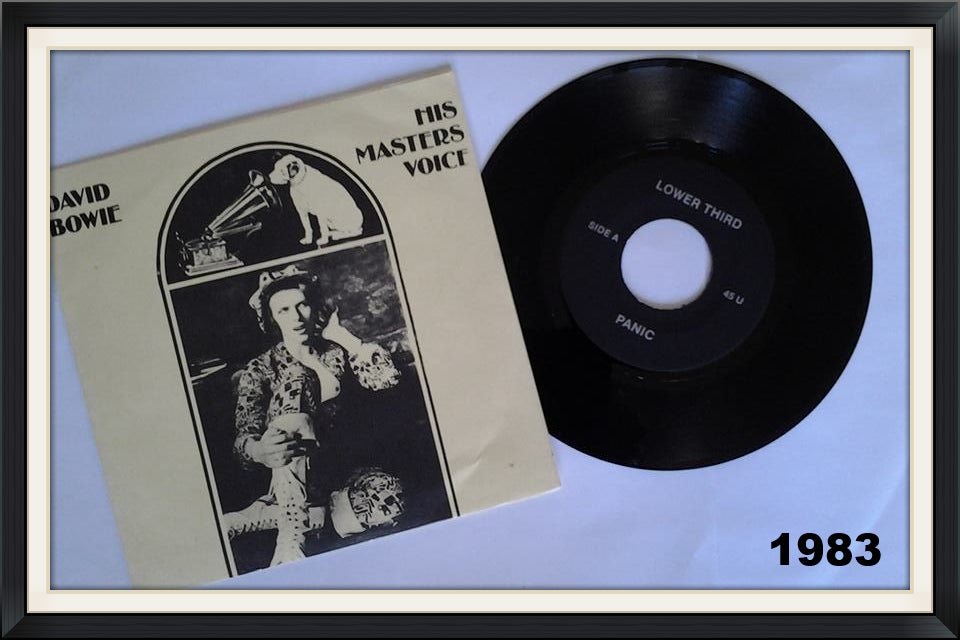 DAVID
BOWIE
HIS
MASTERS
VOICE
LOWER THIRD
SIDE A
45 U
PANIC
1983